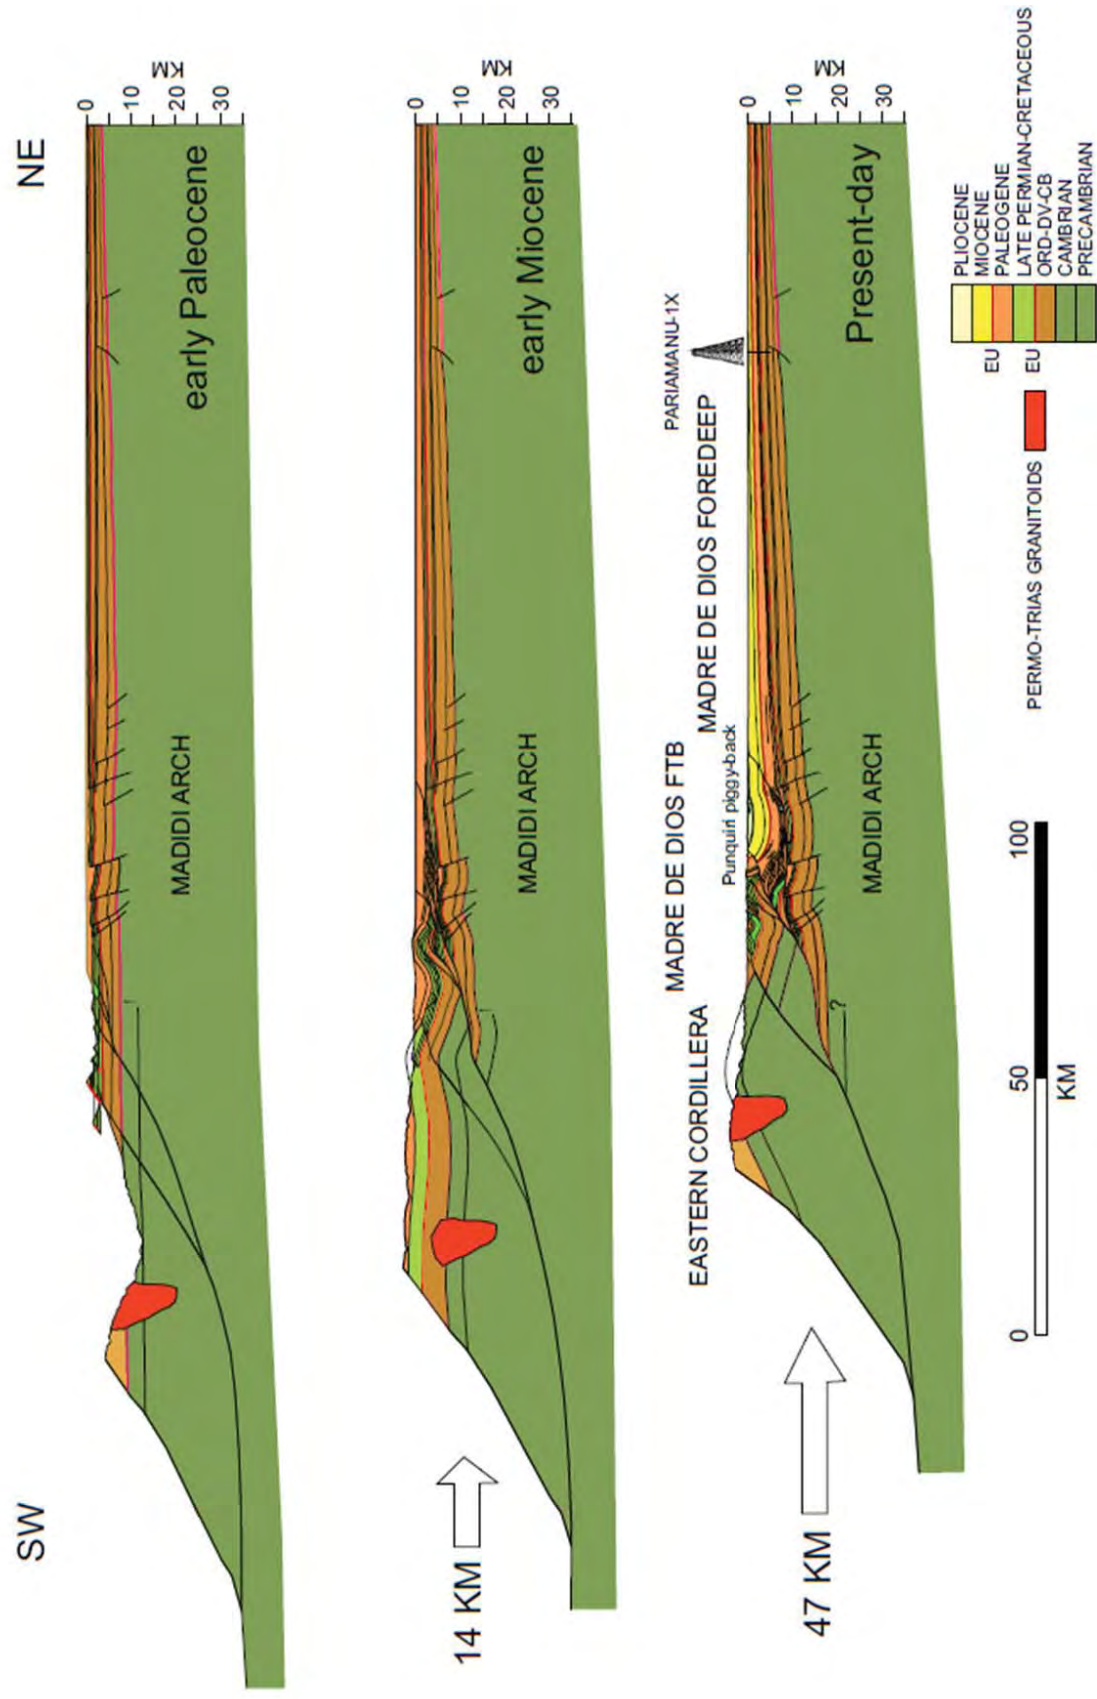 SW
NE
KM
0
10
20
30
early Paleocene
MADIDI ARCH
14 KM
KM
0
10
20
30
early Miocene
MADIDI ARCH
EASTERN CORDILLERA
MADRE DE DIOS FTB
Punquiri piggy-back
MADRE DE DIOS FOREDEEP
PARIAMANU-1X
47 KM
KM
0
10
20
30
Present-day
MADIDI ARCH
?
0
50
100
KM
PERMO-TRIAS GRANITOIDS
EU
EU
PLIOCENE
MIOCENE
PALEOGENE
LATE PERMIAN-CRETACEOUS
ORD-DV-CB
CAMBRIAN
PRECAMBRIAN